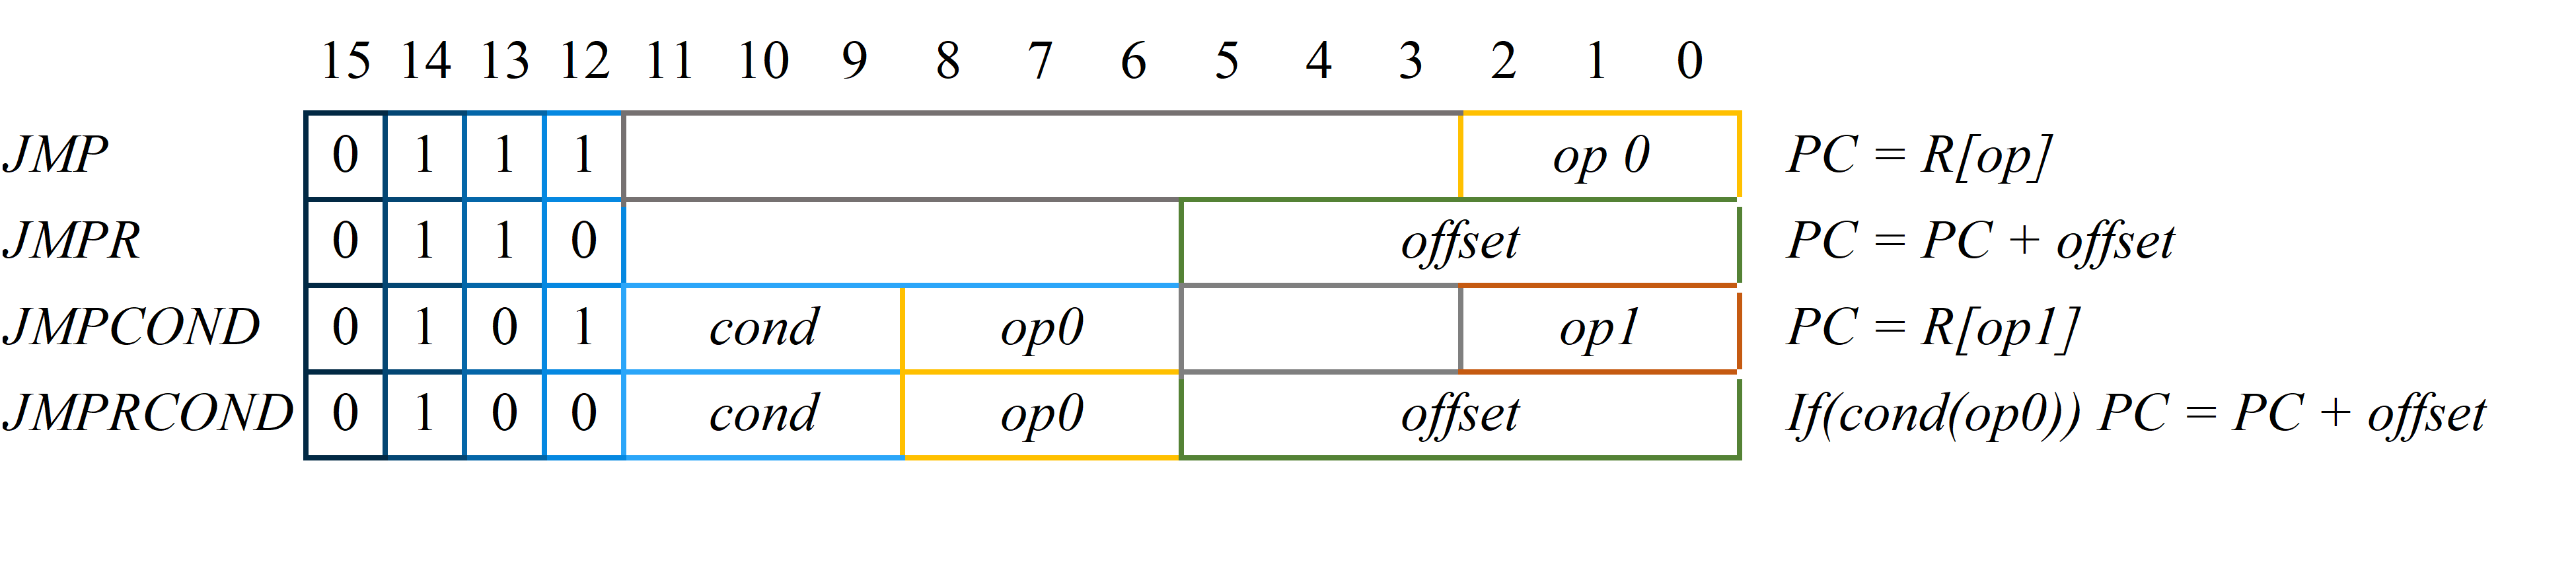 15 14 13 12 11 10 9 8 7 6 5 4 3 2 1 0
JMP 0 1 1 1 op 0 PC = R[op]
JMPR 0 1 1 0 offset PC = PC + offset
JMPCOND 0 1 0 1 cond op0 op1 PC = R[op1]
JMPRCOND 0 1 0 0 cond op0 offset If(cond(op0)) PC = PC + offset